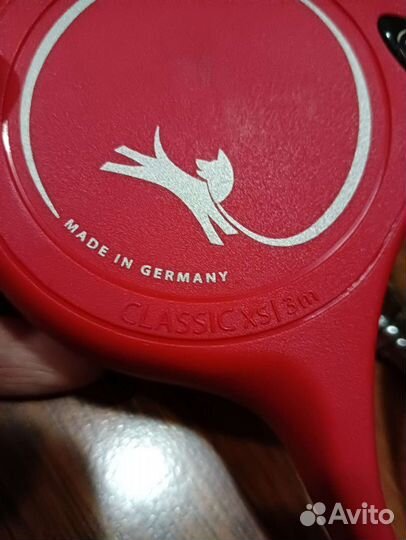 MADE IN GERMANY
CLASSIC XS | 3m
Avito